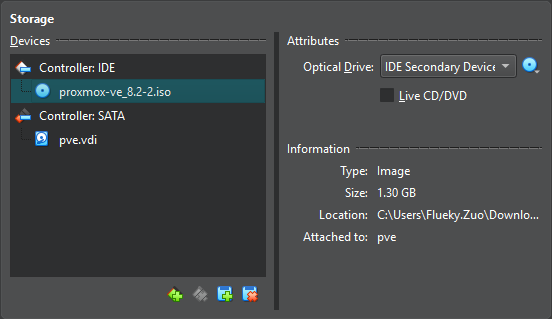 Storage
Devices
Controller: IDE
proxmox-ve_8.2-2.iso
Controller: SATA
pve.vdi
Attributes
Optical Drive: IDE Secondary Device
Live CD/DVD
Information
Type: Image
Size: 1.30 GB
Location: C:\Users\Flueky.Zuo\Downlo...
Attached to: pve